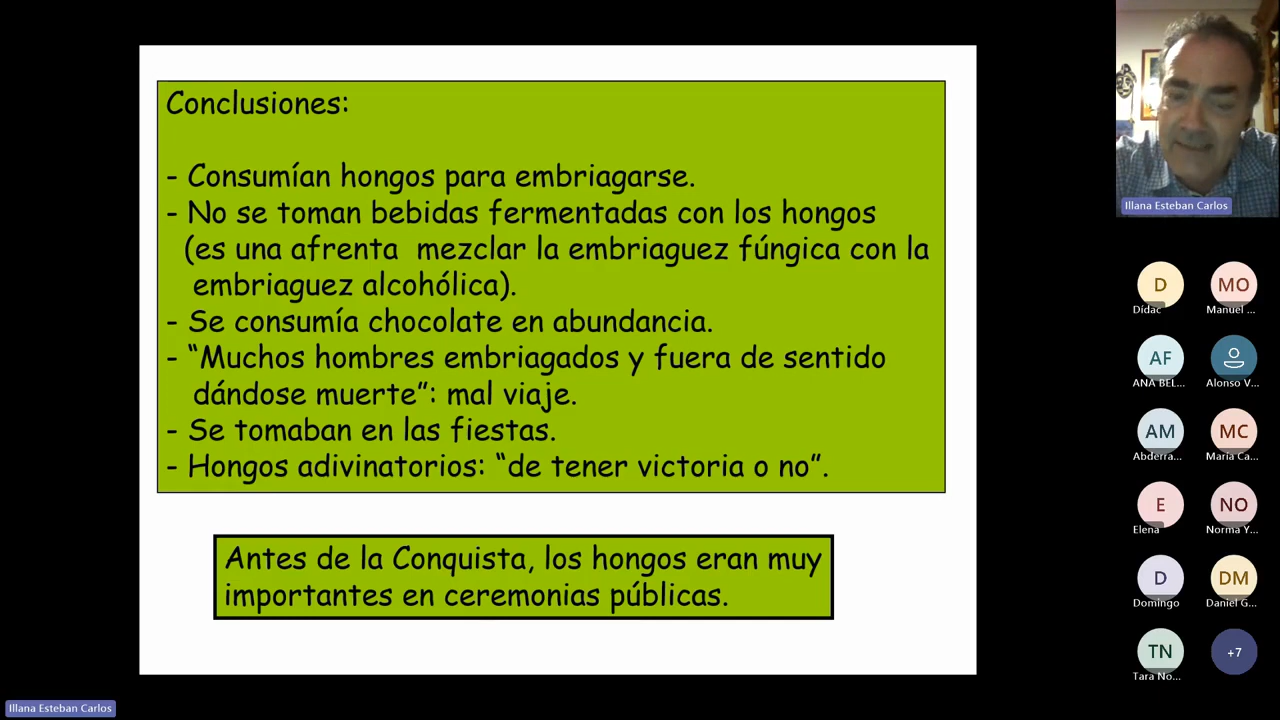 Conclusiones:
- Consumían hongos para embriagarse.
- No se toman bebidas fermentadas con los hongos
(es una afrenta mezclar la embriaguez fúngica con la
embriaguez alcohólica).
- Se consumía chocolate en abundancia.
- “Muchos hombres embriagados y fuera de sentido
dándose muerte”: mal viaje.
- Se tomaban en las fiestas.
- Hongos adivinatorios: “de tener victoria o no”.
Antes de la Conquista, los hongos eran muy
importantes en ceremonias públicas.
Illana Esteban Carlos
D MO
Dídac Manuel ...
AF
ANA BEL... Alonso V...
AM MC
Abderra... María Ca...
E NO
Elena Norma Y...
D DM
Domingo Daniel G...
TN +7
Tara No...
Illana Esteban Carlos